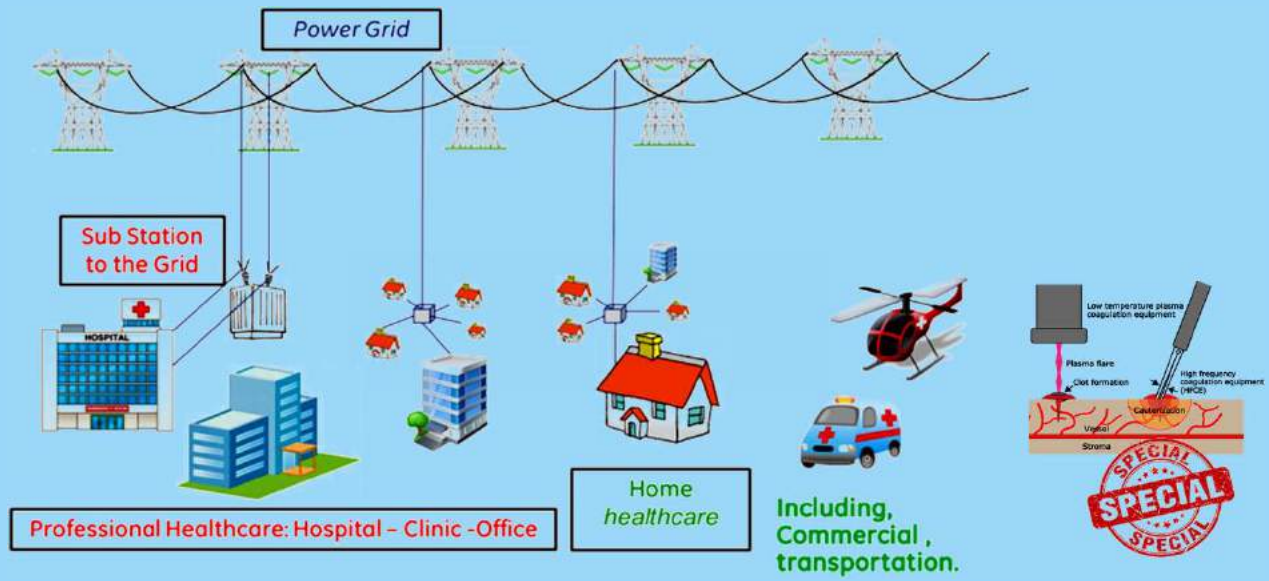 Power Grid
Sub Station
to the Grid
HOSPITAL
Low temperature plasma
coagulation equipment
Plasma flare
Clot formation
High frequency
coagulation equipment
(HFCE)
Cauterization
Vessel
Stroma
SPECIAL
SPECIAL
SPECIAL
Professional Healthcare: Hospital – Clinic -Office
Home
healthcare
Including,
Commercial ,
transportation.